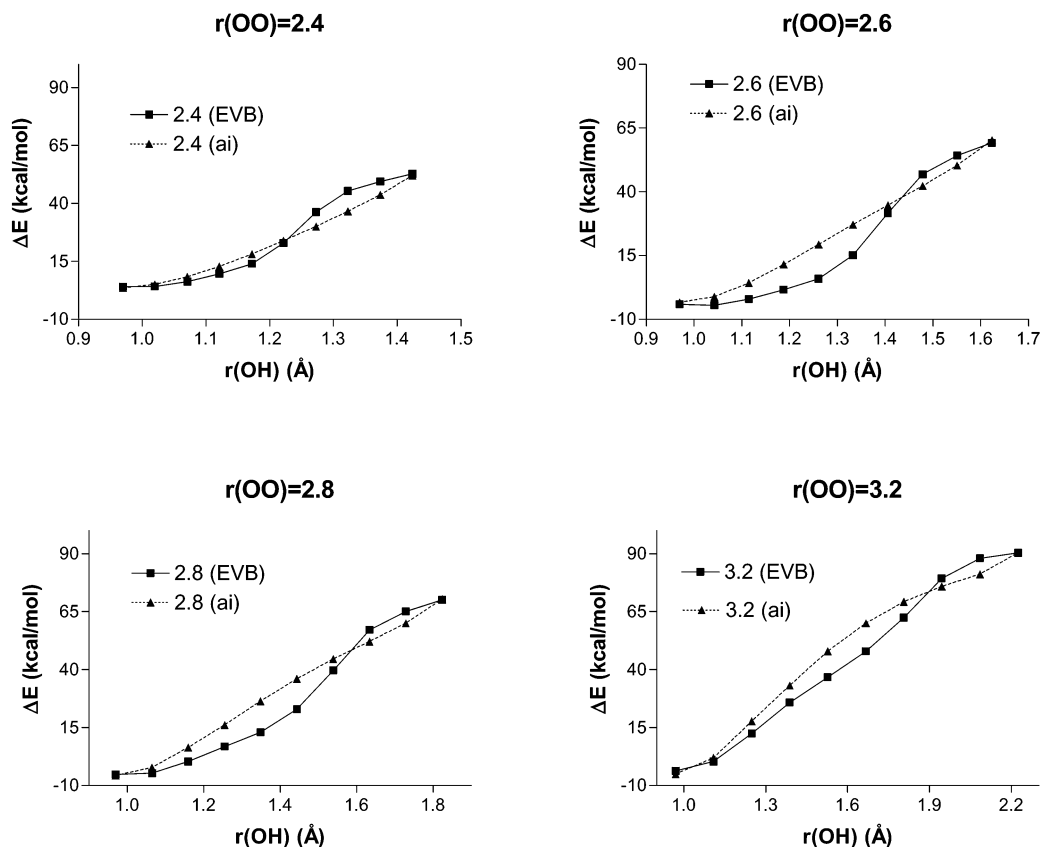 r(OO)=2.4
90
65
40
15
-10
ΔE (kcal/mol)
2.4 (EVB)
2.4 (ai)
0.9 1.0 1.1 1.2 1.3 1.4 1.5
r(OH) (Å)
r(OO)=2.6
90
65
40
15
-10
ΔE (kcal/mol)
2.6 (EVB)
2.6 (ai)
0.9 1.0 1.1 1.2 1.3 1.4 1.5 1.6 1.7
r(OH) (Å)
r(OO)=2.8
90
65
40
15
-10
ΔE (kcal/mol)
2.8 (EVB)
2.8 (ai)
1.0 1.2 1.4 1.6 1.8
r(OH) (Å)
r(OO)=3.2
90
65
40
15
-10
ΔE (kcal/mol)
3.2 (EVB)
3.2 (ai)
1.0 1.3 1.6 1.9 2.2
r(OH) (Å)